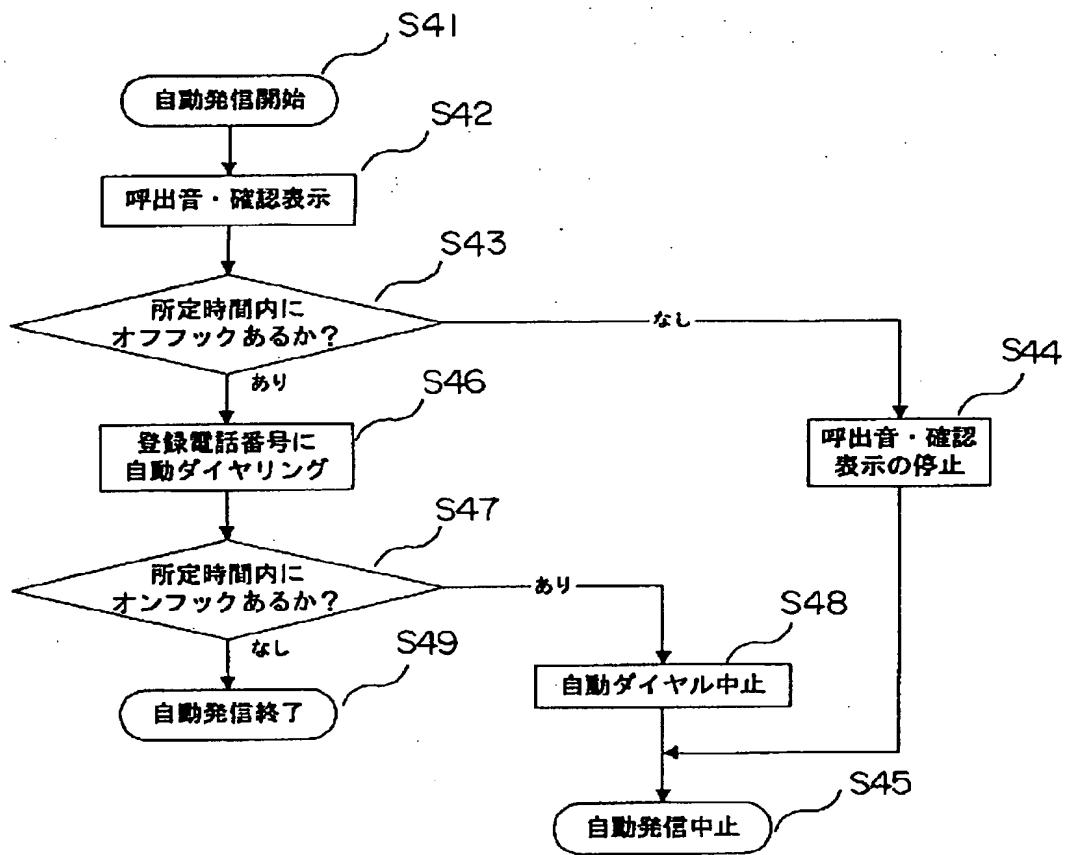 S41
自動発信開始
S42
呼出音・確認表示
S43
所定時間内に
オフフックあるか？
なし
あり
S44
呼出音・確認
表示の停止
S46
登録電話番号に
自動ダイヤリング
S47
所定時間内に
オンフックあるか？
あり
なし
S48
自動ダイヤル中止
S49
自動発信終了
S45
自動発信中止